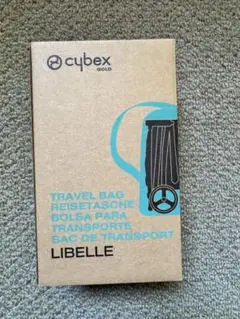 cybex
GOLD
TRAVEL BAG
REISETASCHE
BOLSA PARA
TRANSPORTE
SAC DE TRANSPORT
LIBELLE